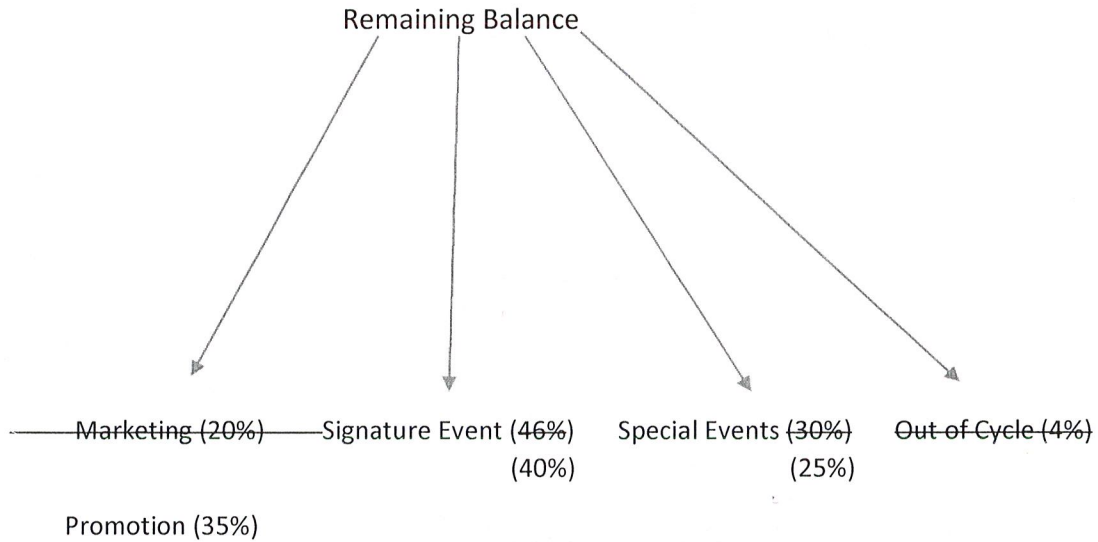 Remaining Balance
Marketing (20%) Signature Event (46%) Special Events (30%) Out of Cycle (4%)
(40%) (25%)
Promotion (35%)